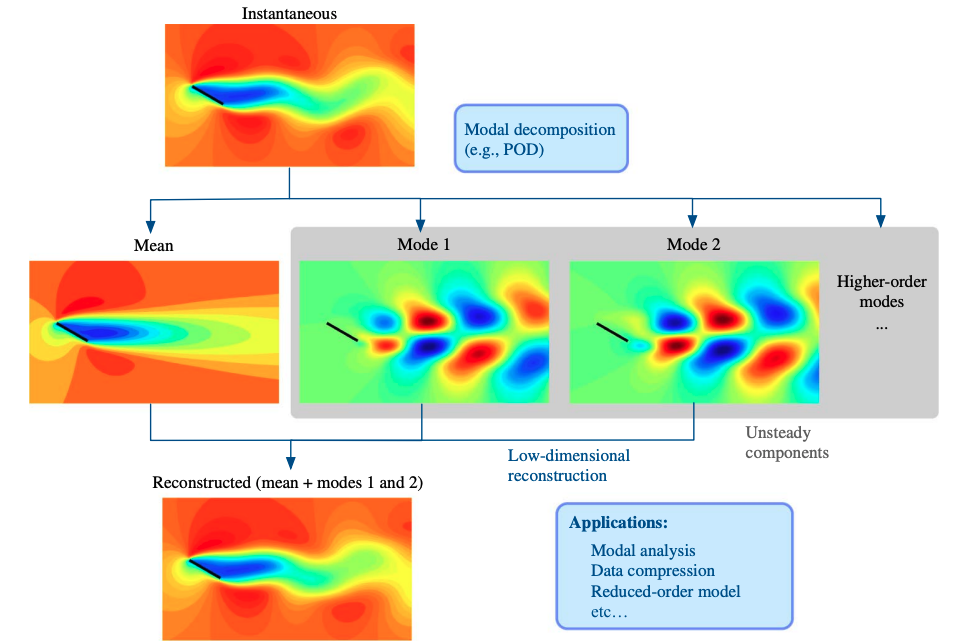 Instantaneous
Modal decomposition
(e.g., POD)
Mean
Mode 1
Mode 2
Higher-order
modes
...
Unsteady
components
Low-dimensional
reconstruction
Reconstructed (mean + modes 1 and 2)
Applications:
Modal analysis
Data compression
Reduced-order model
etc…